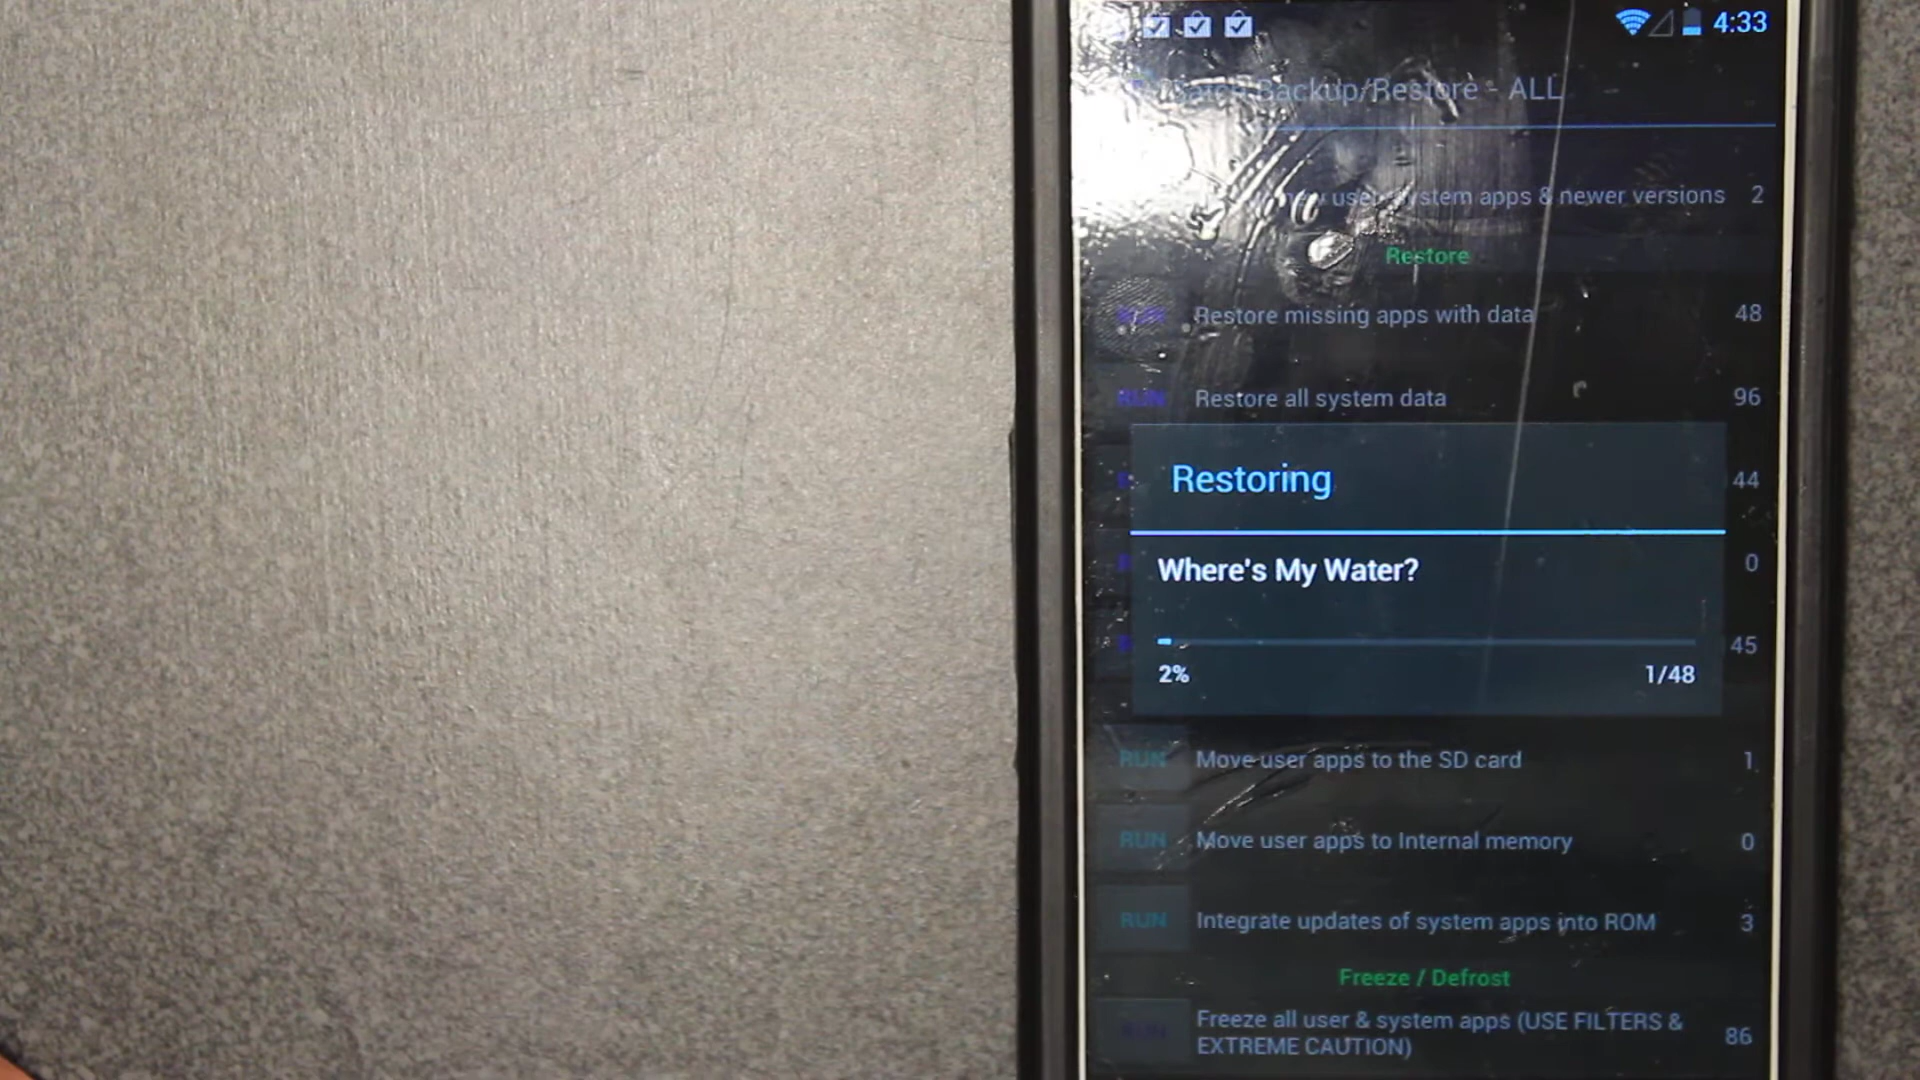 4:33
Backup/Restore - ALL
system apps & newer versions 2
Restore
Restore missing apps with data 48
RUN Restore all system data 96
44
Restoring
0
Where's My Water?
45
2% 1/48
RUN Move user apps to the SD card 1
RUN Move user apps to Internal memory 0
RUN Integrate updates of system apps into ROM 3
Freeze / Defrost
RUN Freeze all user & system apps (USE FILTERS & 86
EXTREME CAUTION)